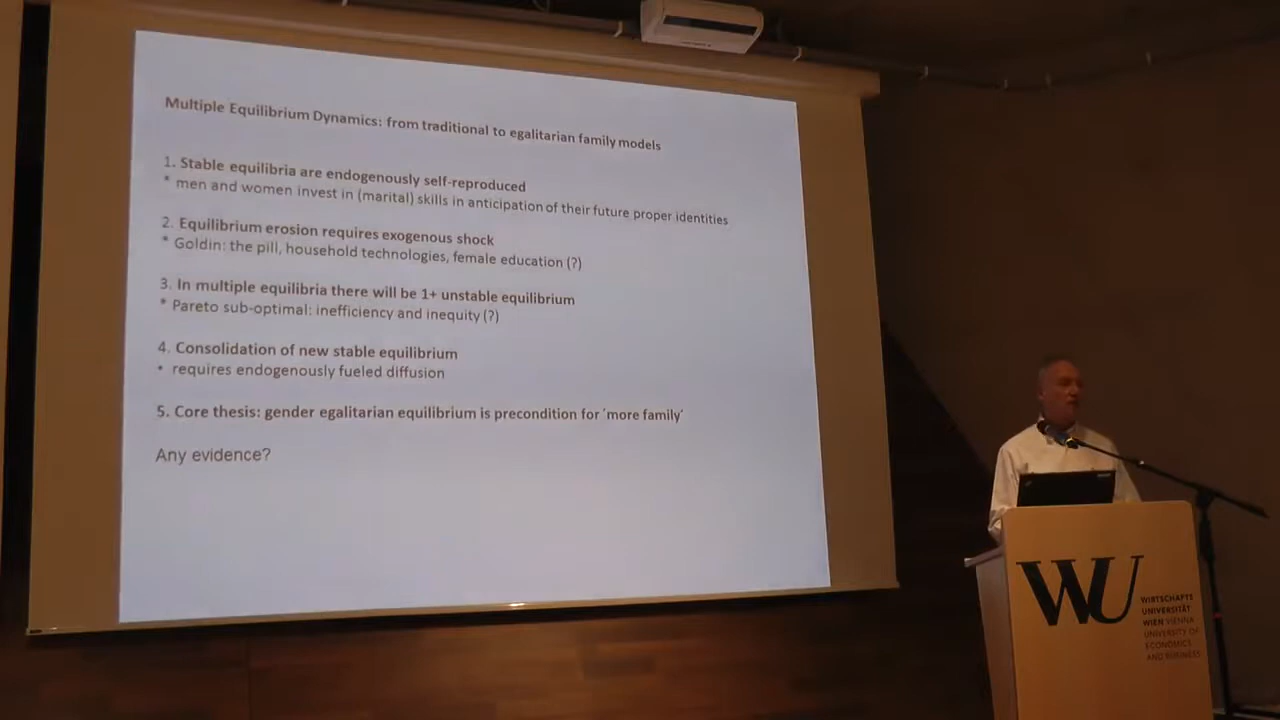 Multiple Equilibrium Dynamics: from traditional to egalitarian family models
1. Stable equilibria are endogenously self-reproduced
* men and women invest in (marital) skills in anticipation of their future proper identities
2. Equilibrium erosion requires exogenous shock
* Goldin: the pill, household technologies, female education (?)
3. In multiple equilibria there will be 1+ unstable equilibrium
* Pareto sub-optimal: inefficiency and inequity (?)
4. Consolidation of new stable equilibrium
• requires endogenously fueled diffusion
5. Core thesis: gender egalitarian equilibrium is precondition for 'more family'
Any evidence?
WU
WIRTSCHAFTS
UNIVERSITÄT
WIEN VIENNA
UNIVERSITY OF
ECONOMICS
AND BUSINESS